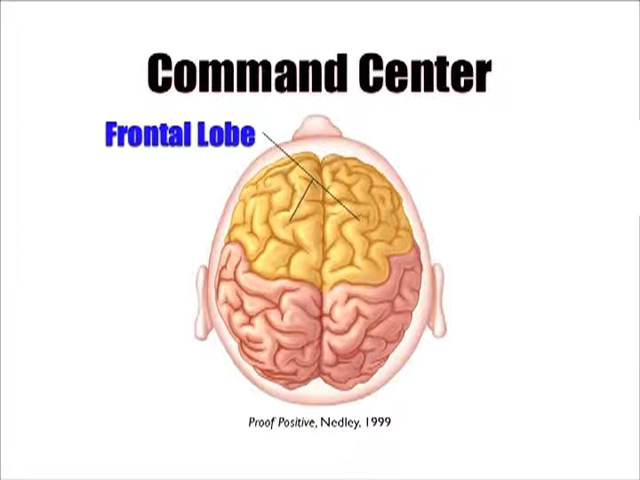 Command Center
Frontal Lobe
Proof Positive, Nedley, 1999